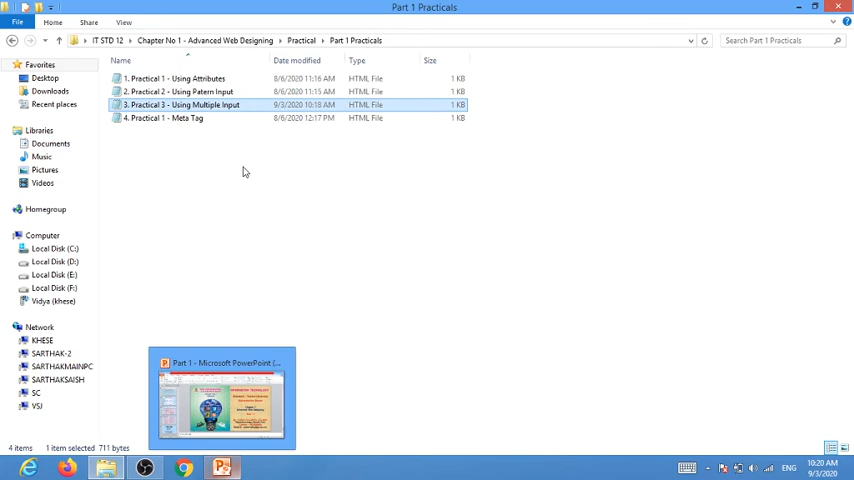 Part 1 Practicals
File
Home
Share
View
IT STD 12
Chapter No 1 - Advanced Web Designing
Practical
Part 1 Practicals
Search Part 1 Practicals
Name
Date modified
Type
Size
1. Practical 1 - Using Attributes 8/6/2020 11:16 AM HTML File 1 KB
2. Practical 2 - Using Patern Input 8/6/2020 11:15 AM HTML File 1 KB
3. Practical 3 - Using Multiple Input 9/3/2020 10:18 AM HTML File 1 KB
4. Practical 1 - Meta Tag 8/6/2020 12:17 PM HTML File 1 KB
Favorites
Desktop
Downloads
Recent places
Libraries
Documents
Music
Pictures
Videos
Homegroup
Computer
Local Disk (C:)
Local Disk (D:)
Local Disk (E:)
Local Disk (F:)
Vidya (khese)
Network
KHESE
SARTHAK-2
SARTHAKMAINPC
SARTHAKSAISH
SC
VSJ
Part 1 - Microsoft PowerPoint (...
4 items 1 item selected 711 bytes
ENG
10:20 AM
9/3/2020